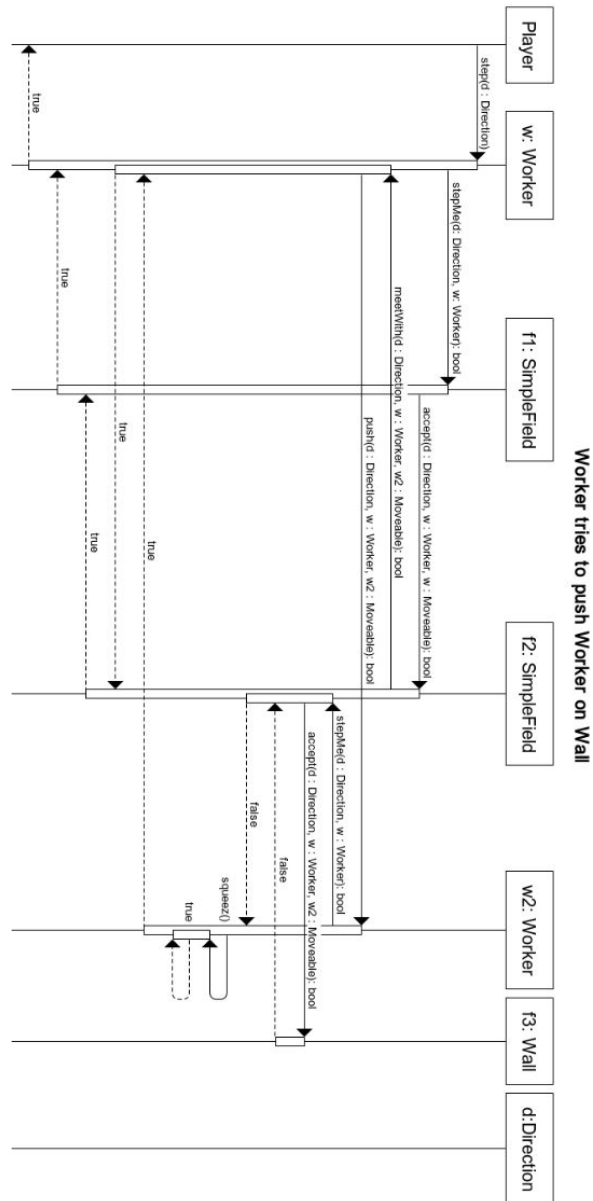 Worker tries to push Worker on Wall
Player
w: Worker
f1: SimpleField
f2: SimpleField
w2: Worker
f3: Wall
d:Direction
step(d : Direction)
stepMe(d: Direction, w: Worker): bool
accept(d : Direction, w : Worker, w : Moveable): bool
meetWith(d : Direction, w : Worker, w2 : Moveable): bool
push(d : Direction, w : Worker, w2 : Moveable): bool
stepMe(d : Direction, w : Worker): bool
accept(d : Direction, w : Worker, w2 : Moveable): bool
false
false
squeez()
true
true
true
true
true
true